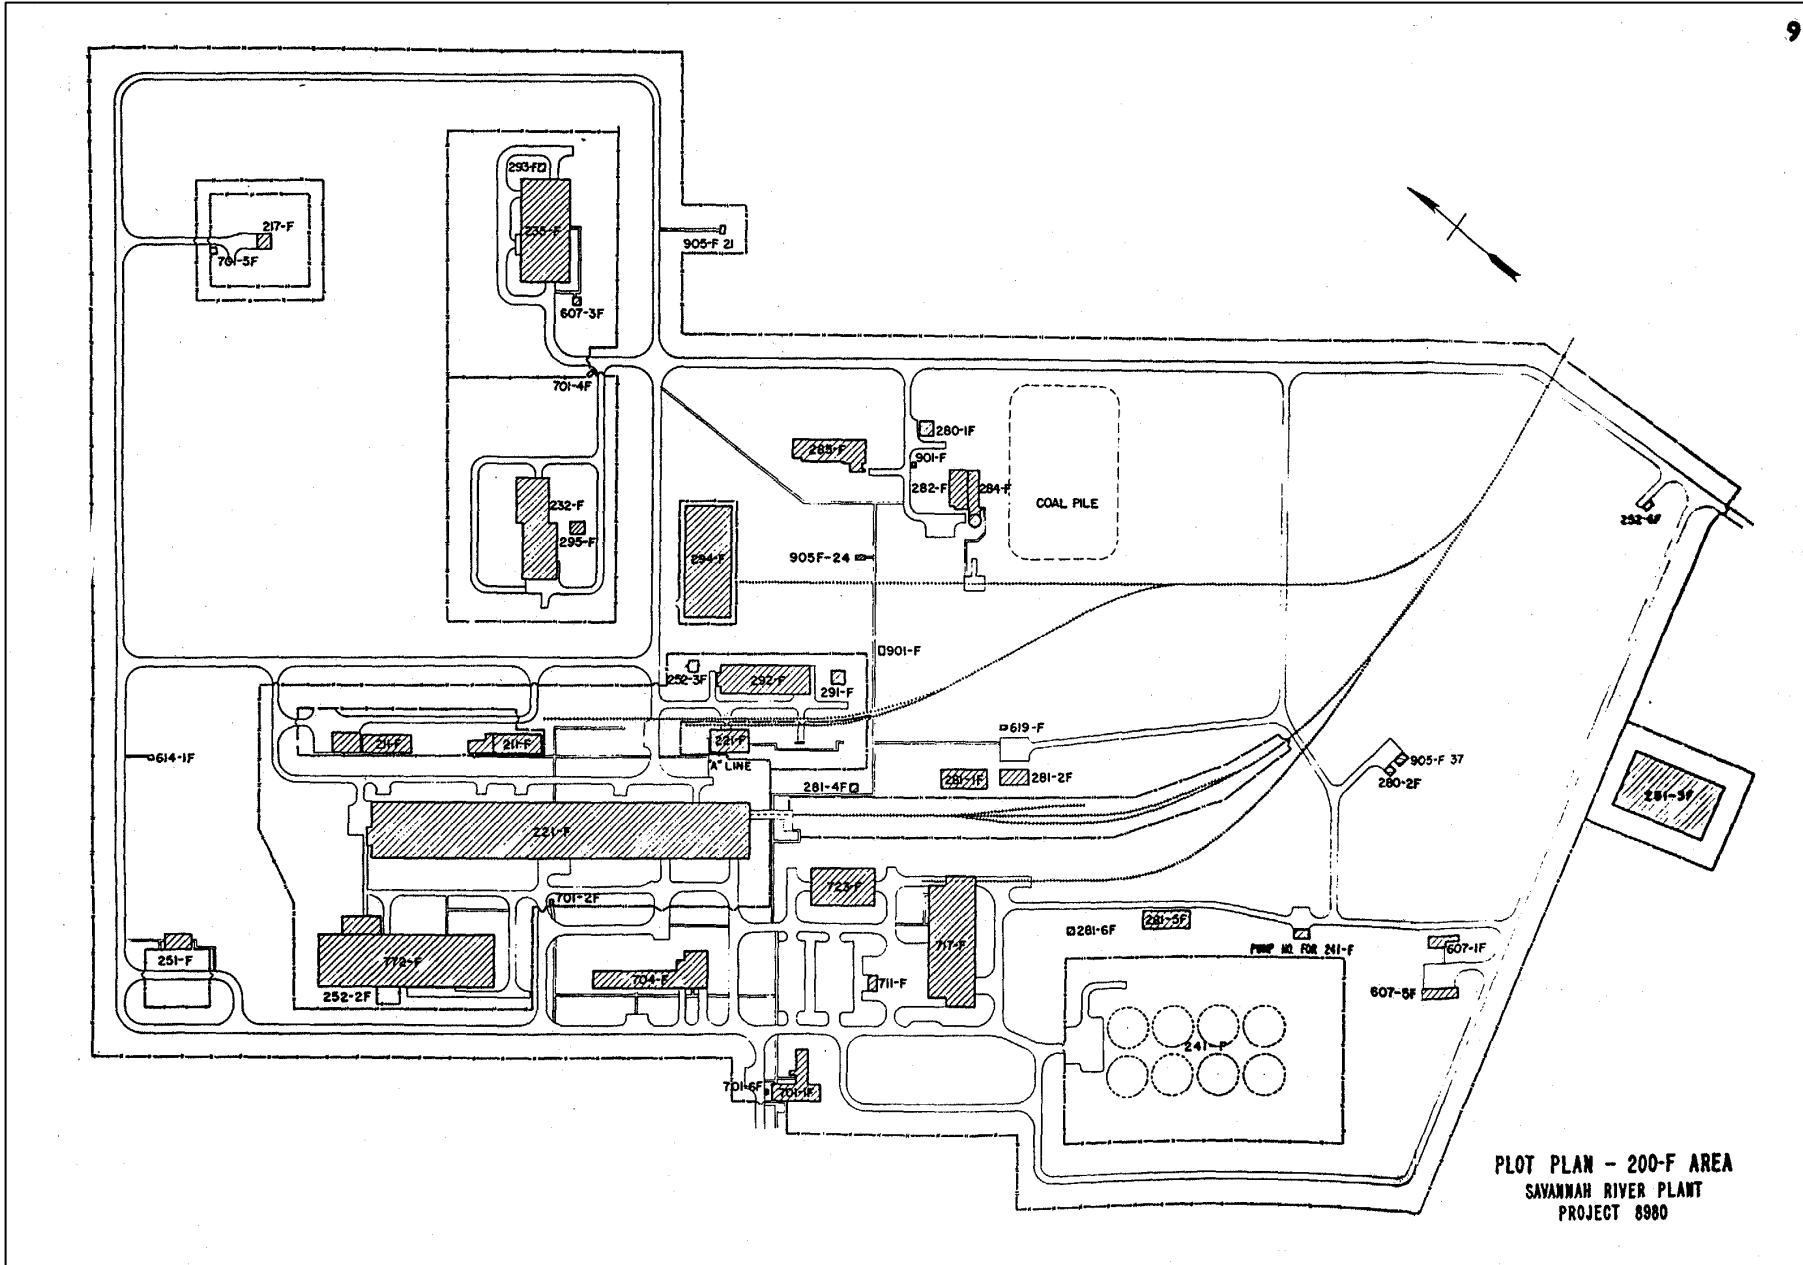 9
293-F
217-F
235-F
905-F 21
701-5F
607-3F
701-4F
280-1F
285-F
901-F
282-F
284-F
COAL PILE
232-F
252-4F
295-F
294-F
905F-24
901-F
252-3F
292-F
291-F
619-F
211-F
211-F
221-F
614-1F
"A" LINE
905-F 37
281-1F
281-2F
280-2F
281-4F
281-3F
221-F
723-F
701-2F
281-5F
281-6F
717-F
PUMP HO. FOR 241-F
607-1F
251-F
772-F
704-F
711-F
252-2F
607-5F
241-F
701-6F
701-1F
PLOT PLAN - 200-F AREA
SAVANNAH RIVER PLANT
PROJECT 8980